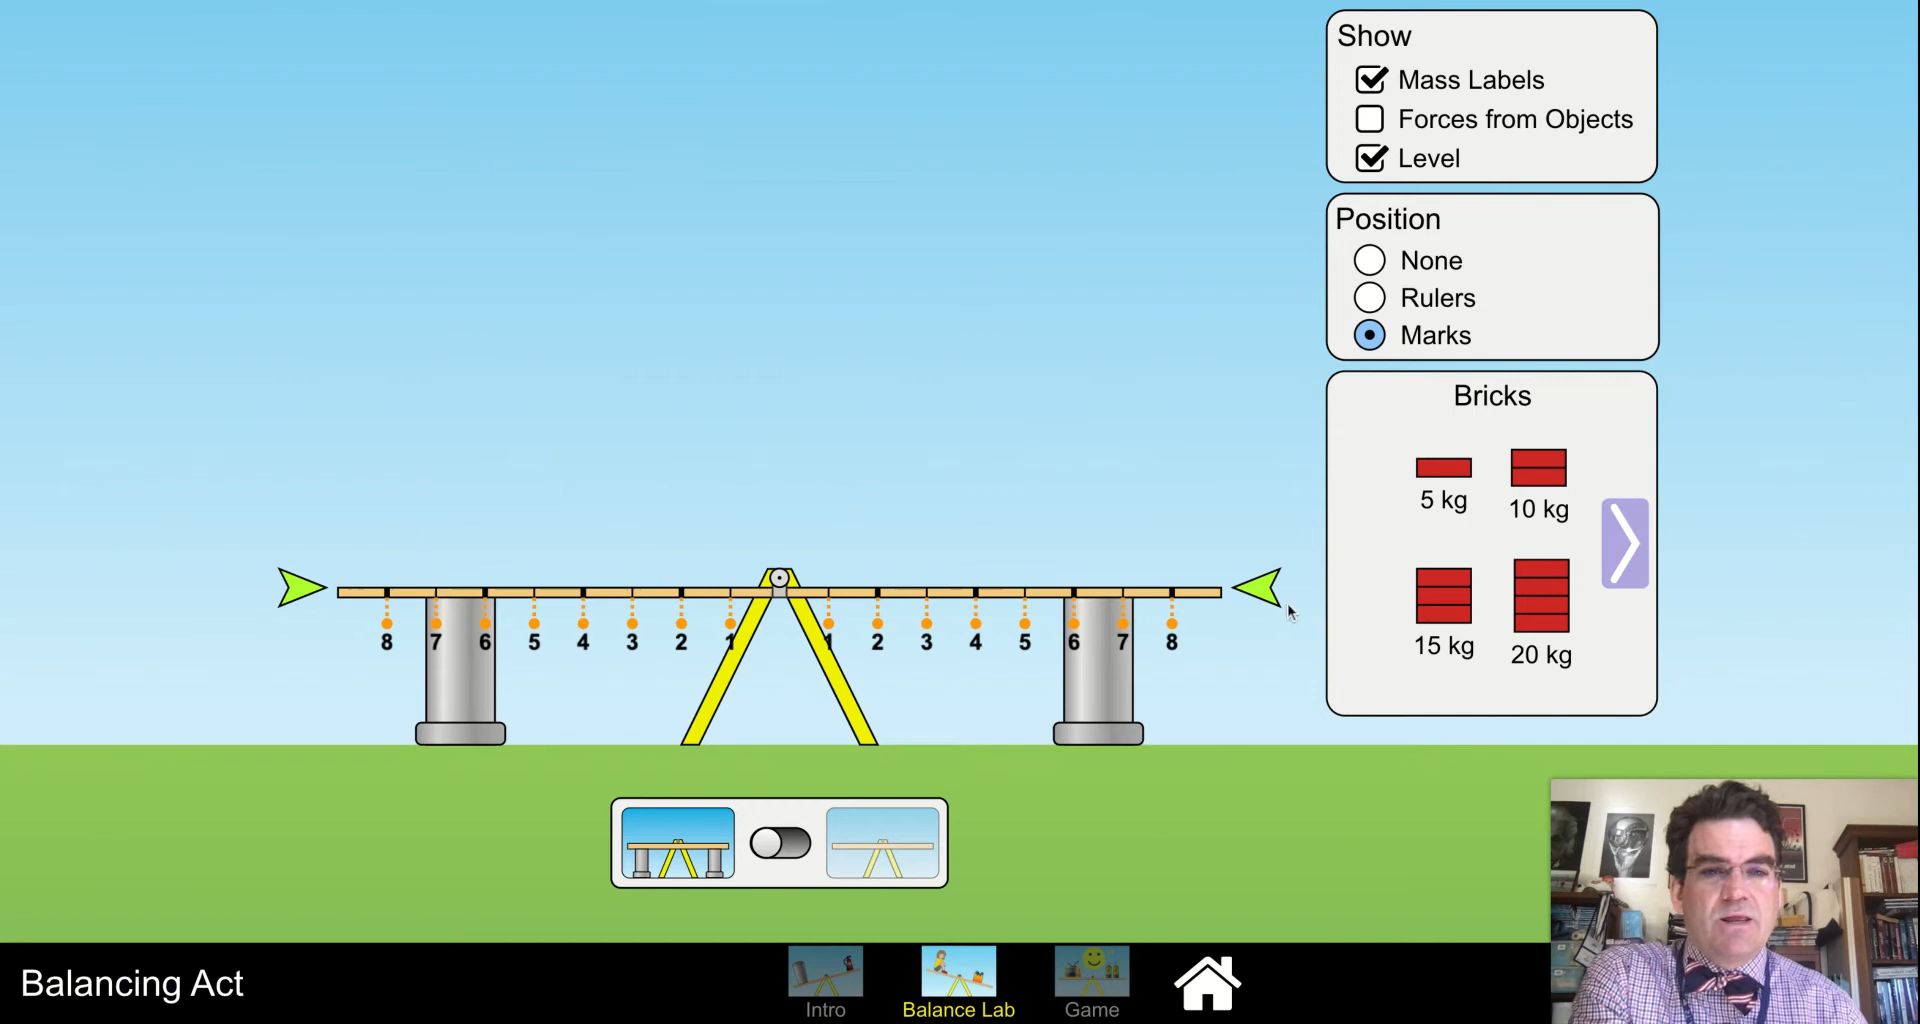 Show
Mass Labels
Forces from Objects
Level
Position
None
Rulers
Marks
Bricks
5 kg
10 kg
15 kg
20 kg
8 7 6 5 4 3 2 1 1 2 3 4 5 6 7 8
Balancing Act
Intro
Balance Lab
Game